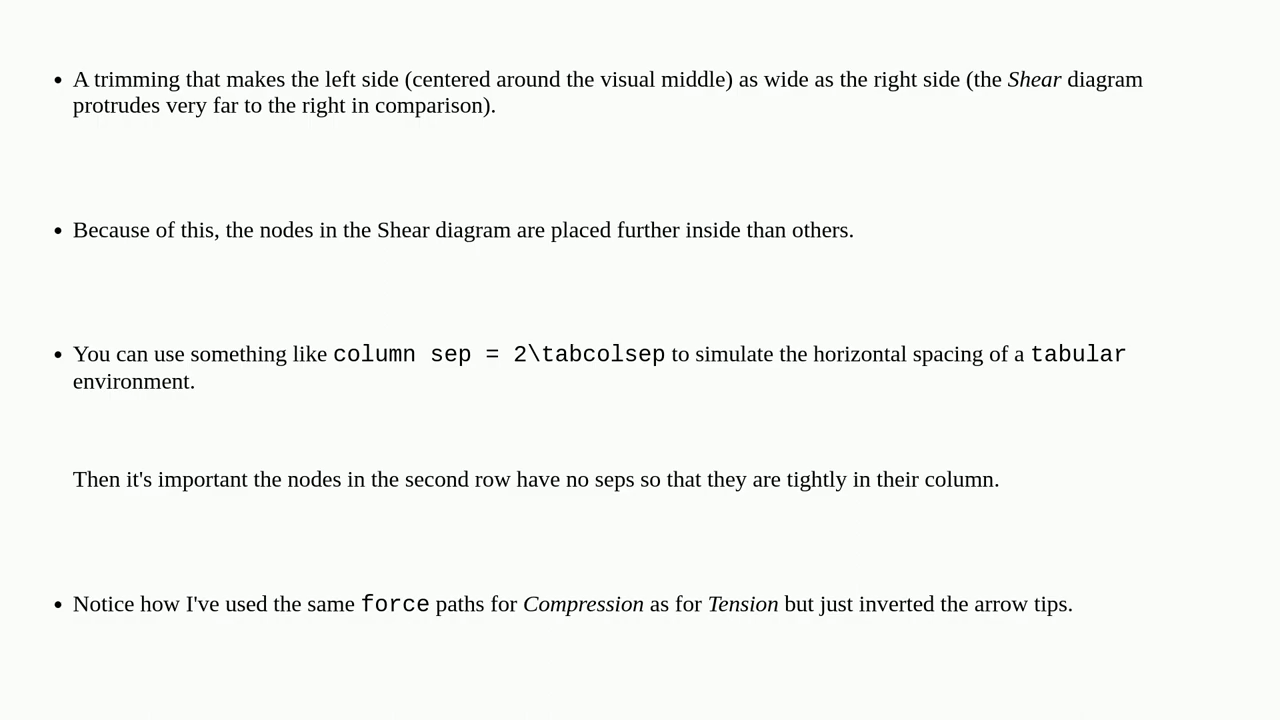 • A trimming that makes the left side (centered around the visual middle) as wide as the right side (the Shear diagram
protrudes very far to the right in comparison).
• Because of this, the nodes in the Shear diagram are placed further inside than others.
• You can use something like column sep = 2\tabcolsep to simulate the horizontal spacing of a tabular
environment.
Then it's important the nodes in the second row have no seps so that they are tightly in their column.
• Notice how I've used the same force paths for Compression as for Tension but just inverted the arrow tips.